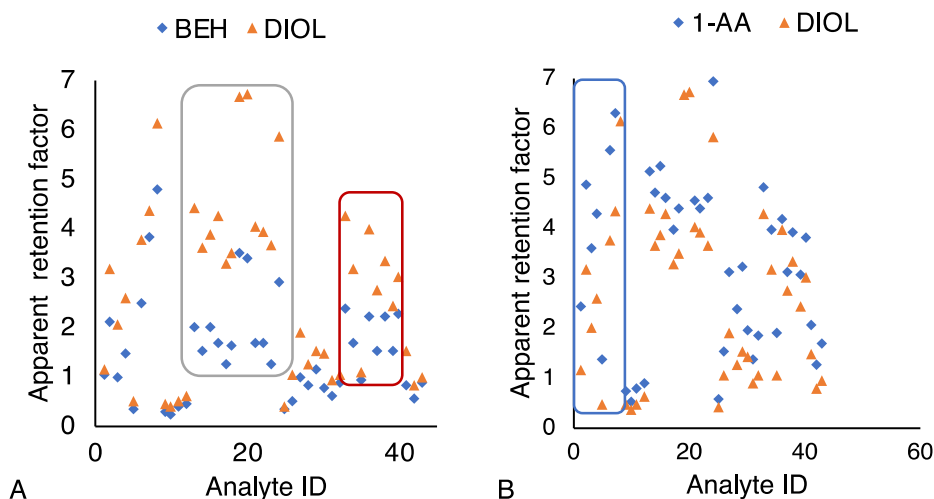 BEH DIOL
Apparent retention factor
7
6
5
4
3
2
1
0
0 20 40
Analyte ID
A
1-AA DIOL
Apparent retention factor
7
6
5
4
3
2
1
0
0 20 40 60
Analyte ID
B